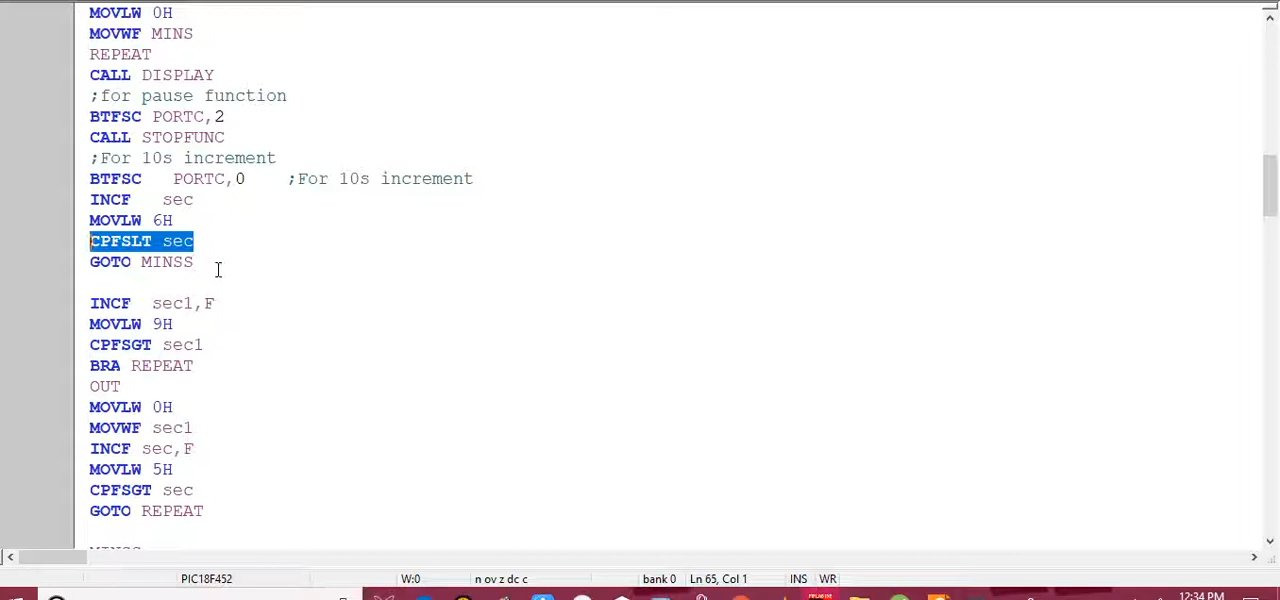 MOVLW 0H
MOVWF MINS
REPEAT
CALL DISPLAY
;for pause function
BTFSC PORTC,2
CALL STOPFUNC
;For 10s increment
BTFSC PORTC,0 ;For 10s increment
INCF sec
MOVLW 6H
CPFSLT sec
GOTO MINSS
INCF sec1,F
MOVLW 9H
CPFSGT sec1
BRA REPEAT
OUT
MOVLW 0H
MOVWF sec1
INCF sec,F
MOVLW 5H
CPFSGT sec
GOTO REPEAT
PIC18F452 W:0 n ov z dc c bank 0 Ln 65, Col 1 INS WR
12:34 PM